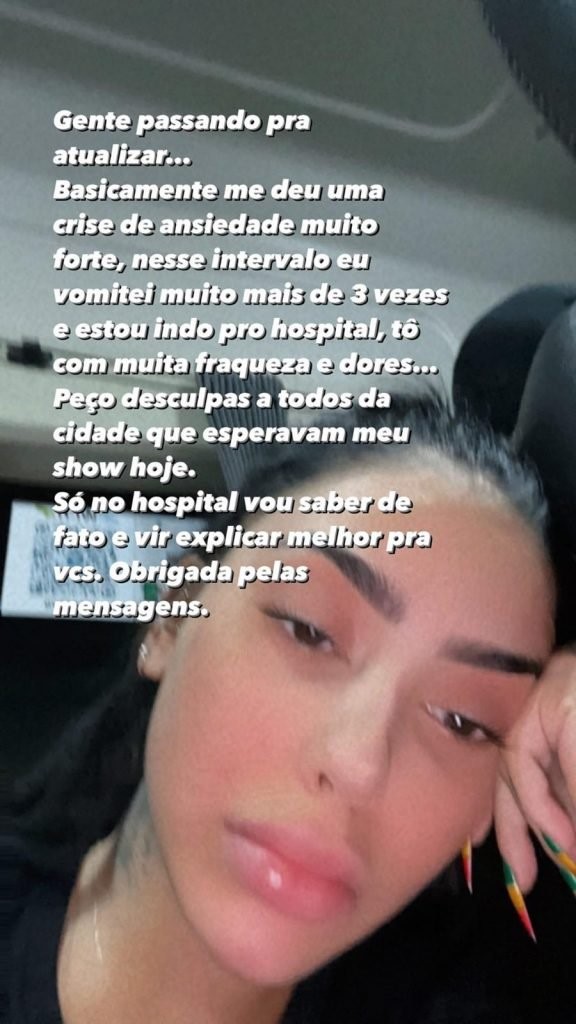 Gente passando pra
atualizar...
Basicamente me deu uma
crise de ansiedade muito
forte, nesse intervalo eu
vomitei muito mais de 3 vezes
e estou indo pro hospital, tô
com muita fraqueza e dores...
Peço desculpas a todos da
cidade que esperavam meu
show hoje.
Só no hospital vou saber de
fato e vir explicar melhor pra
vcs. Obrigada pelas
mensagens.